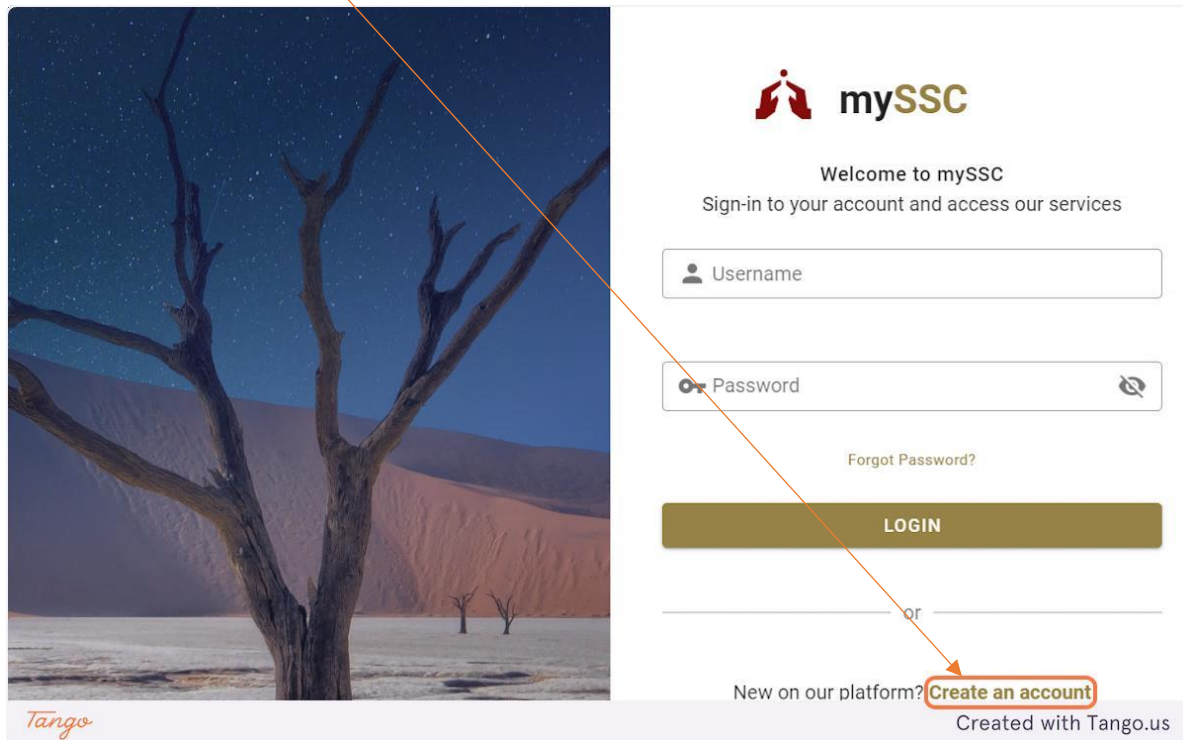 mySSC
Welcome to mySSC
Sign-in to your account and access our services
Username
Password
Forgot Password?
LOGIN
or
New on our platform? Create an account
Tango
Created with Tango.us